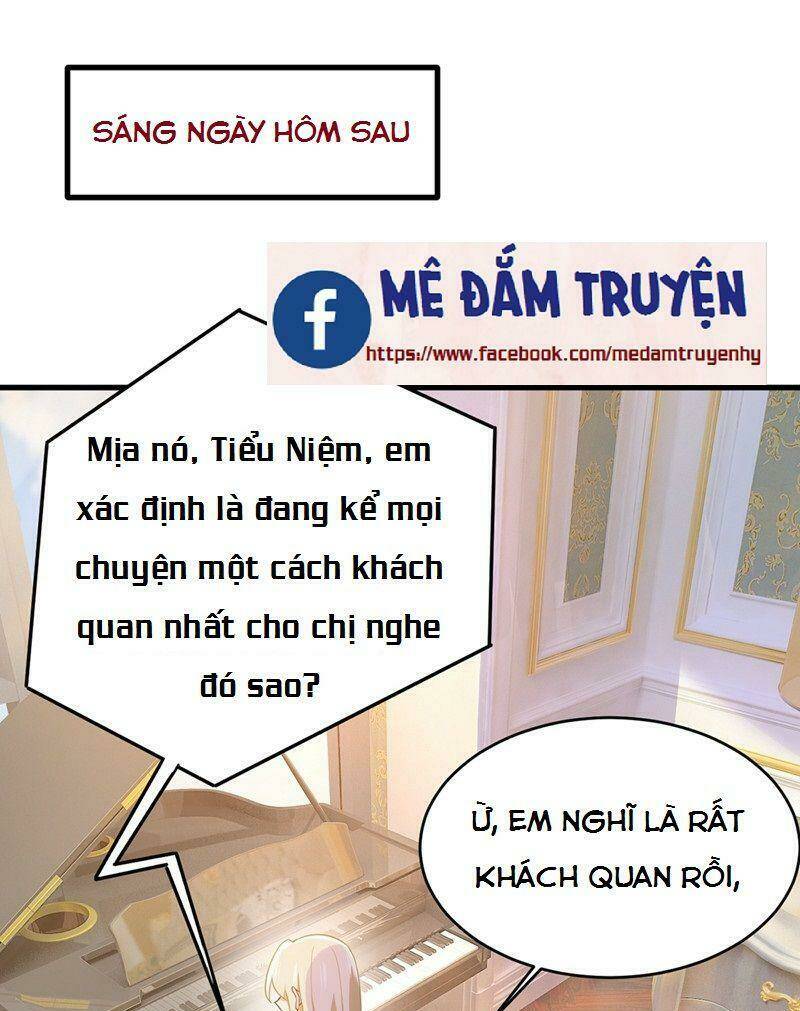 SÁNG NGÀY HÔM SAU
MÊ ĐẮM TRUYỆN
https://www.facebook.com/medamtruyenhy
Mịa nó, Tiểu Niệm, em
xác định là đang kể mọi
chuyện một cách khách
quan nhất cho chị nghe
đó sao?
Ừ, EM NGHĨ LÀ RẤT
KHÁCH QUAN RỒI,